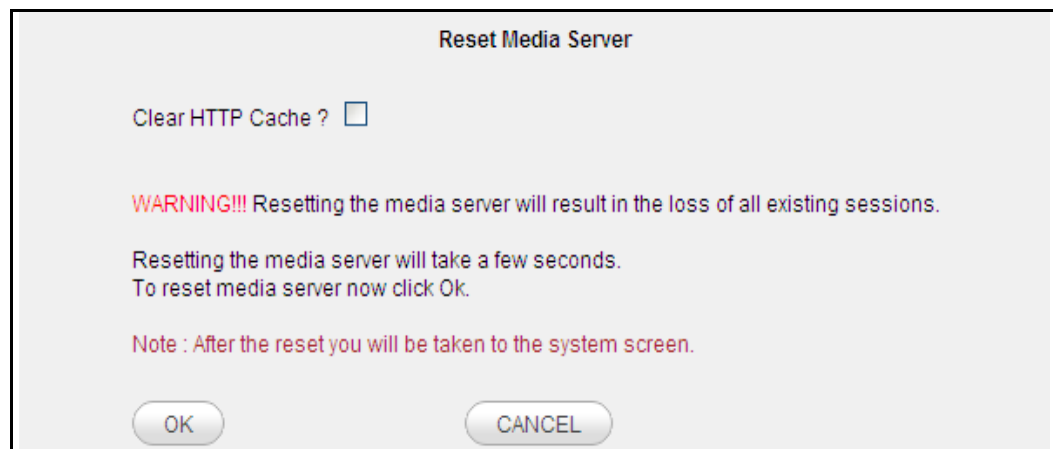 Reset Media Server
Clear HTTP Cache ?
WARNING!!! Resetting the media server will result in the loss of all existing sessions.
Resetting the media server will take a few seconds.
To reset media server now click Ok.
Note : After the reset you will be taken to the system screen.
OK CANCEL